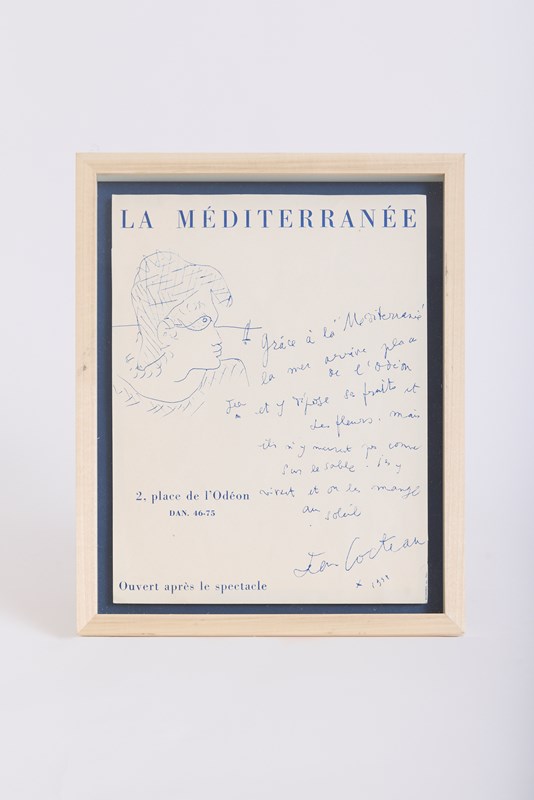 LA MÉDITERRANÉE
Grâce à la Méditerranée
la mer arrive place
de l'Odéon
et y dépose ses fruits et
des fleurs. Mais
ils n'y meurent pas comme
sur le sable. Ils y
vivent et on les mange
au soleil
Jean
2, place de l'Odéon
DAN. 46-75
Jean Cocteau
Ouvert après le spectacle